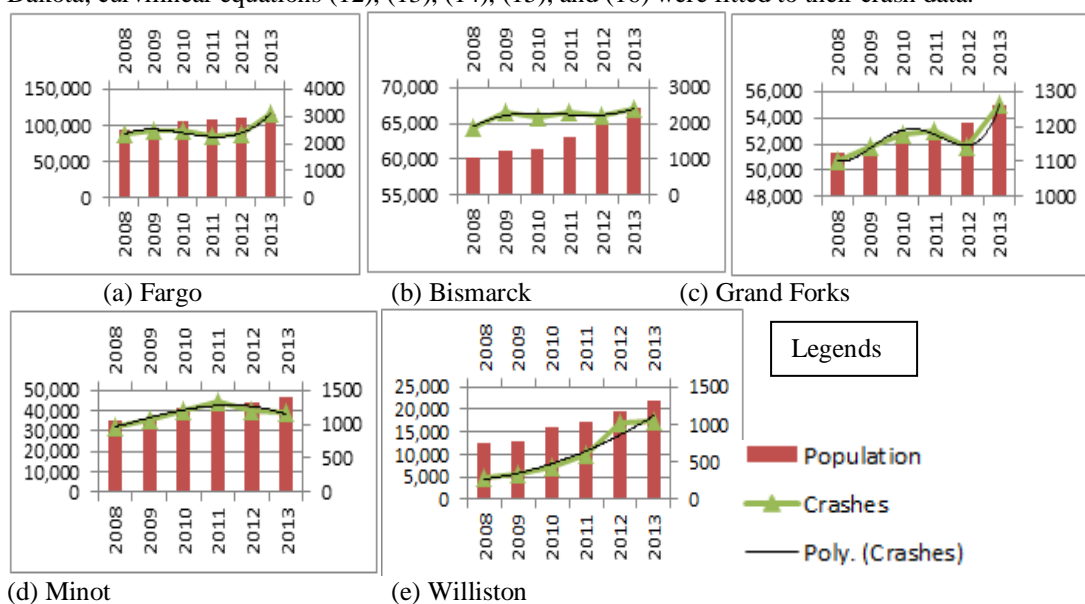 Dakota, curvilinear equations (12), (13), (14), (15), and (16) were fitted to their crash data.
2008 2009 2010 2011 2012 2013
150,000 4000
3000
100,000
2000
50,000
1000
0 0
2008 2009 2010 2011 2012 2013
(a) Fargo
2008 2009 2010 2011 2012 2013
70,000 3000
65,000 2000
60,000 1000
55,000 0
2008 2009 2010 2011 2012 2013
(b) Bismarck
2008 2009 2010 2011 2012 2013
56,000 1300
54,000 1200
52,000
50,000 1100
48,000 1000
2008 2009 2010 2011 2012 2013
(c) Grand Forks
2008 2009 2010 2011 2012 2013
50,000 1500
40,000
1000
30,000
20,000
500
10,000
0 0
2008 2009 2010 2011 2012 2013
(d) Minot
2008 2009 2010 2011 2012 2013
25,000 1500
20,000
1000
15,000
10,000
500
5,000
0 0
2008 2009 2010 2011 2012 2013
(e) Williston
Legends
Population
Crashes
Poly. (Crashes)